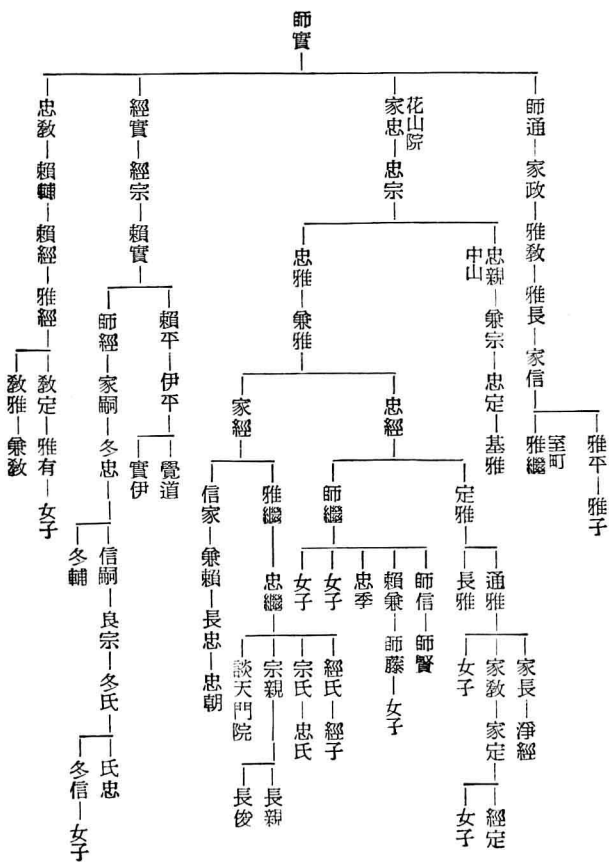 師實
師通―家政―雅敎―雅長―家信
雅平―雅子
室町
雅繼
花山院
家忠―忠宗
忠親―兼宗―忠定―基雅
中山
忠雅―兼雅
忠經
定雅
通雅
家長―淨經
家敎―家定
經定
女子
女子
長雅
師繼
師信―師賢
賴兼―師藤―女子
忠季
女子
女子
家經
雅繼―忠繼
經氏―經子
宗氏―忠氏
宗親
長親
長俊
談天門院
信家―兼賴―長忠―忠朝
經實―經宗―賴實
賴平―伊平
覺道
實伊
師經―家嗣―冬忠
信嗣―良宗―冬氏
氏忠
冬信―女子
冬輔
忠敎―賴輔―賴經―雅經
敎定―雅有―女子
敎雅―兼敎